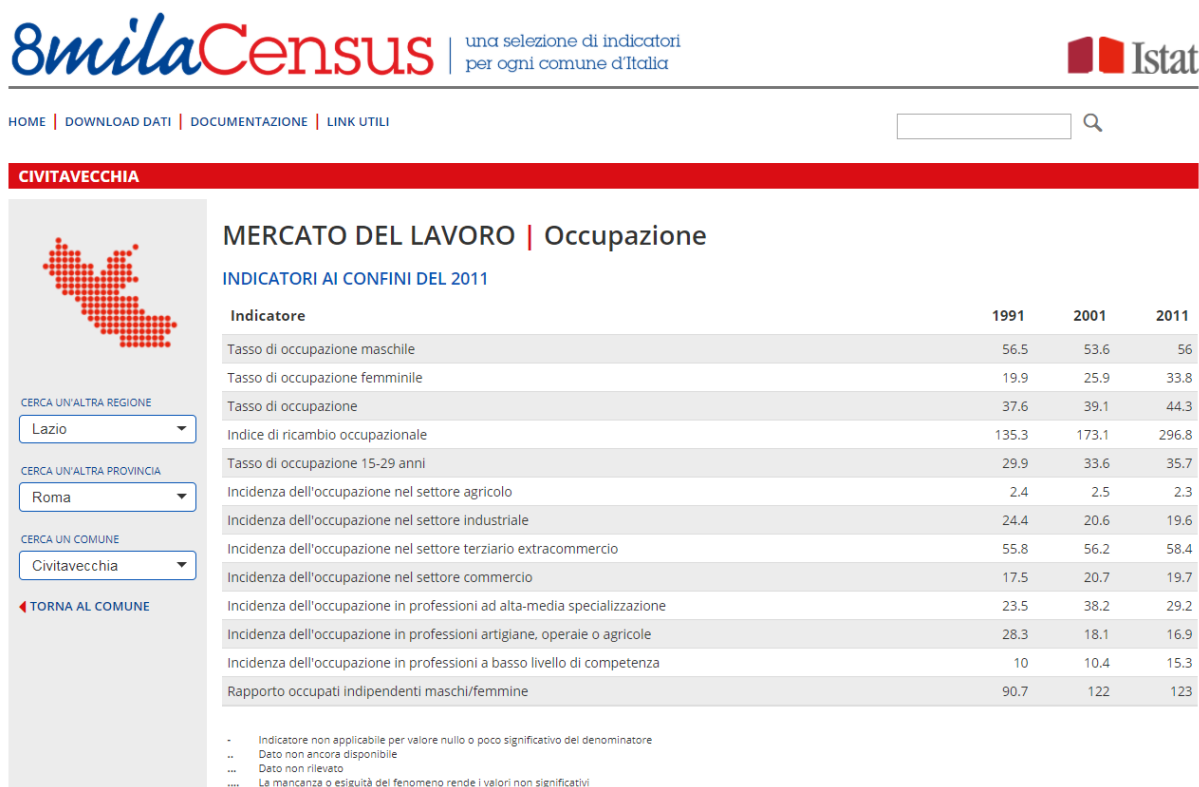 8milaCensus
una selezione di indicatori
per ogni comune d'Italia
Istat
HOME | DOWNLOAD DATI | DOCUMENTAZIONE | LINK UTILI
CIVITAVECCHIA
CERCA UN'ALTRA REGIONE
Lazio
CERCA UN'ALTRA PROVINCIA
Roma
CERCA UN COMUNE
Civitavecchia
TORNA AL COMUNE
MERCATO DEL LAVORO | Occupazione
INDICATORI AI CONFINI DEL 2011
Indicatore 1991 2001 2011
Tasso di occupazione maschile 56.5 53.6 56
Tasso di occupazione femminile 19.9 25.9 33.8
Tasso di occupazione 37.6 39.1 44.3
Indice di ricambio occupazionale 135.3 173.1 296.8
Tasso di occupazione 15-29 anni 29.9 33.6 35.7
Incidenza dell'occupazione nel settore agricolo 2.4 2.5 2.3
Incidenza dell'occupazione nel settore industriale 24.4 20.6 19.6
Incidenza dell'occupazione nel settore terziario extracommercio 55.8 56.2 58.4
Incidenza dell'occupazione nel settore commercio 17.5 20.7 19.7
Incidenza dell'occupazione in professioni ad alta-media specializzazione 23.5 38.2 29.2
Incidenza dell'occupazione in professioni artigiane, operaie o agricole 28.3 18.1 16.9
Incidenza dell'occupazione in professioni a basso livello di competenza 10 10.4 15.3
Rapporto occupati indipendenti maschi/femmine 90.7 122 123
- Indicatore non applicabile per valore nullo o poco significativo del denominatore
.. Dato non ancora disponibile
... Dato non rilevato
.... La mancanza o esiguità del fenomeno rende i valori non significativi